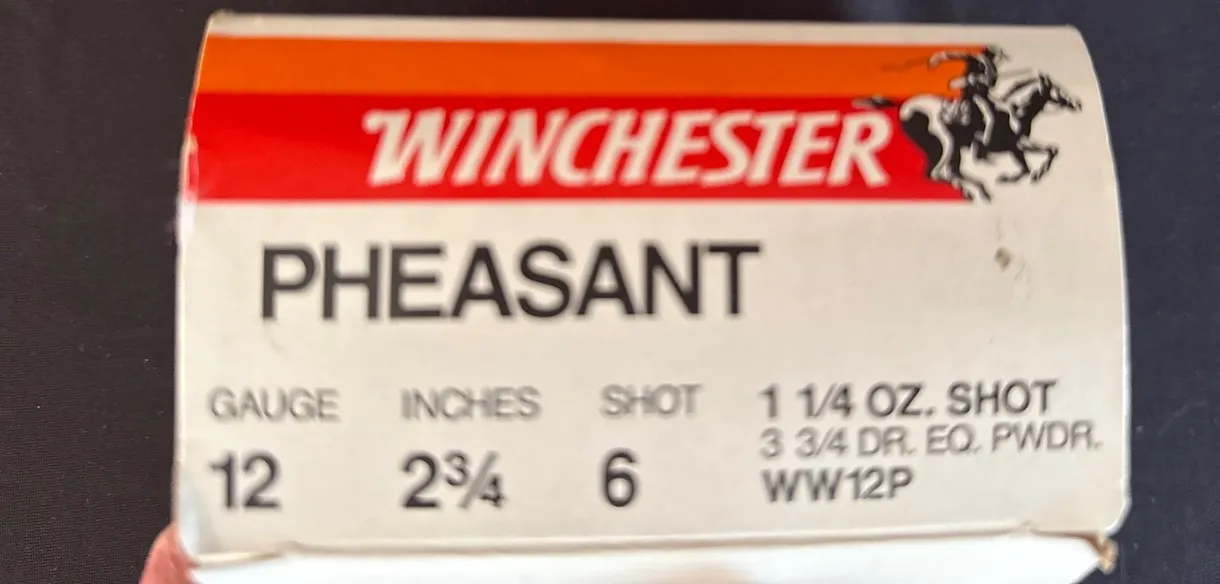 WINCHESTER
PHEASANT
GAUGE INCHES SHOT 1 1/4 OZ. SHOT
3 3/4 DR. EQ. PWDR.
12 2¾ 6 WW12P